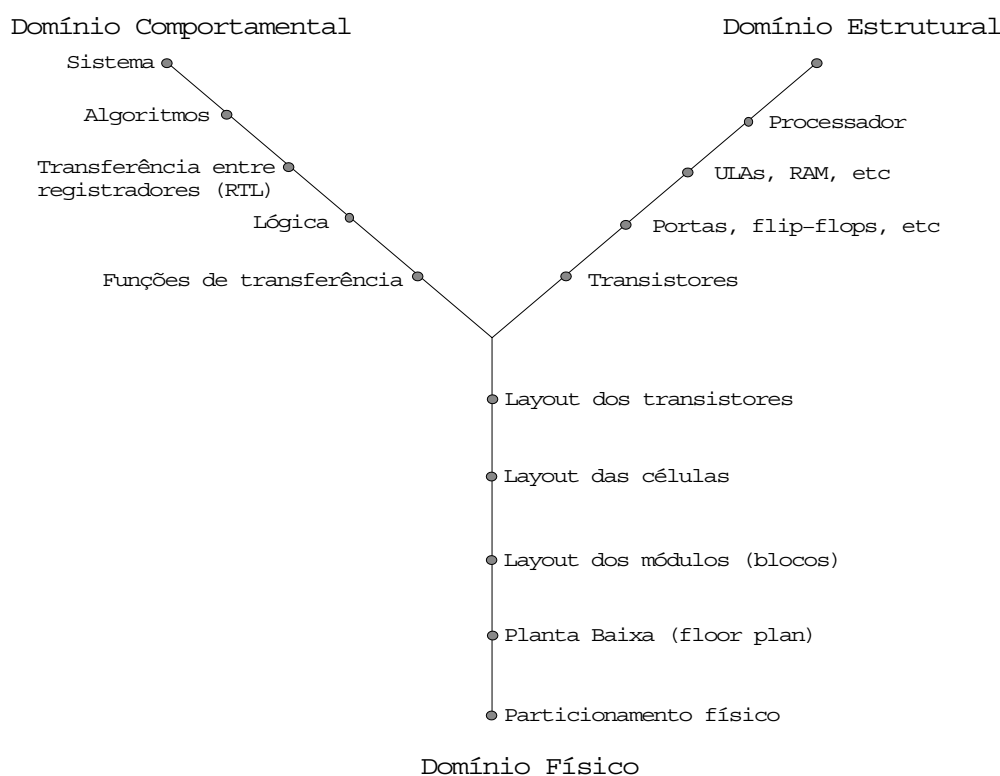 Domínio Comportamental
Domínio Estrutural
Sistema
Algoritmos
Processador
Transferência entre
registradores (RTL)
ULAs, RAM, etc
Lógica
Portas, flip-flops, etc
Funções de transferência
Transistores
Layout dos transistores
Layout das células
Layout dos módulos (blocos)
Planta Baixa (floor plan)
Particionamento físico
Domínio Físico